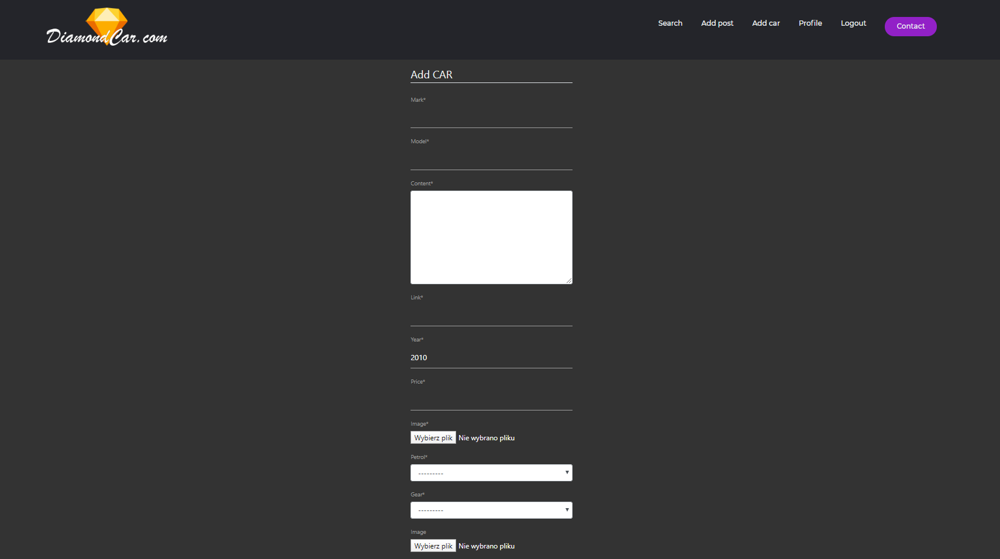 DiamondCar.com
Search Add post Add car Profile Logout Contact
Add CAR
Mark*
Model*
Content*
Link*
Year*
2010
Price*
Image*
Wybierz plik Nie wybrano pliku
Petrol*
---------
Gear*
---------
Image
Wybierz plik Nie wybrano pliku